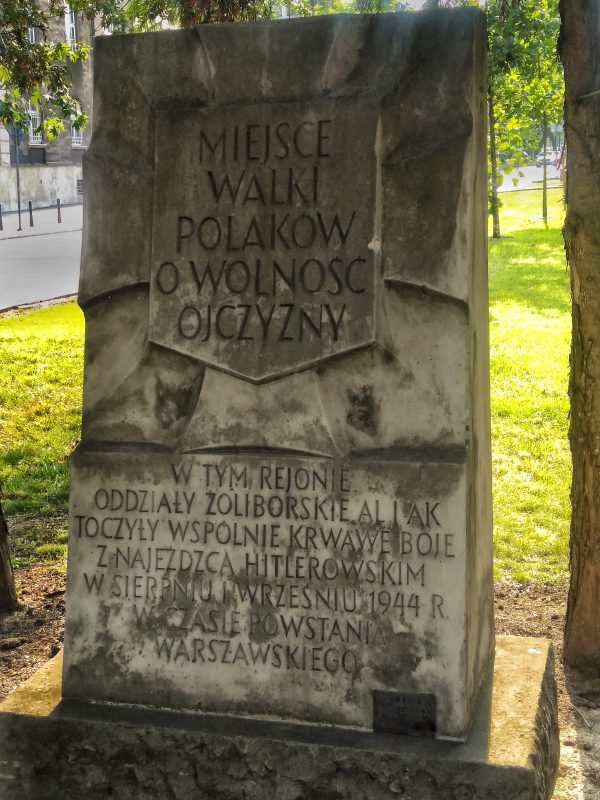 MIEJSCE
WALKI
POLAKÓW
O WOLNOŚĆ
OJCZYZNY
W TYM REJONIE
ODDZIAŁY ŻOLIBORSKIE AL I AK
TOCZYŁY WSPÓLNIE KRWAWE BOJE
Z NAJEŹDZCĄ HITLEROWSKIM
W SIERPNIU I WRZEŚNIU 1944 R.
W CZASIE POWSTANIA
WARSZAWSKIEGO